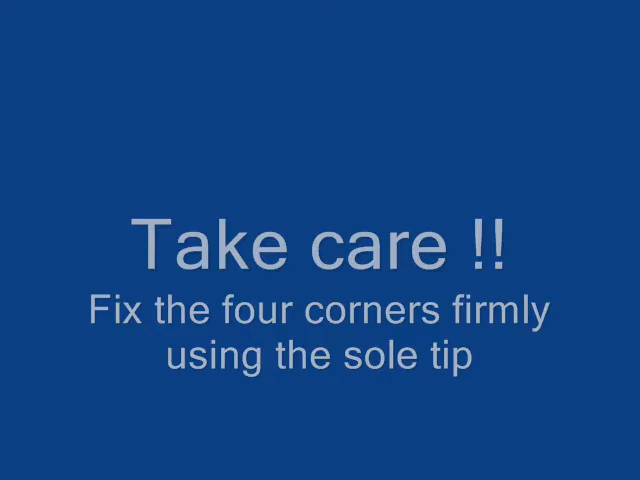 Take care !!
Fix the four corners firmly
using the sole tip